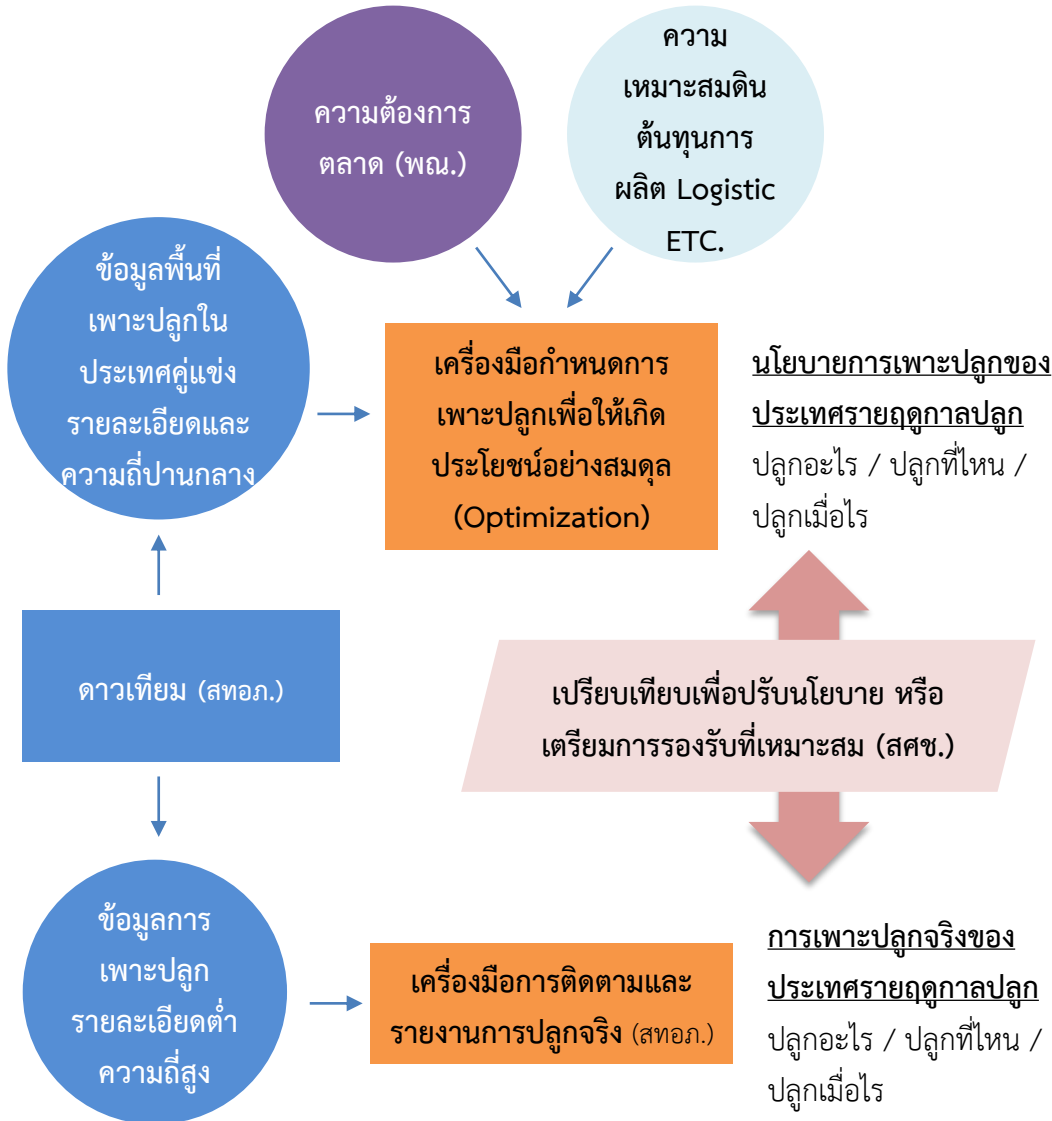 ความต้องการ
ตลาด (พณ.)
ความ
เหมาะสมดิน
ต้นทุนการ
ผลิต Logistic
ETC.
ข้อมูลพื้นที่
เพาะปลูกใน
ประเทศคู่แข่ง
รายละเอียดและ
ความถี่ปานกลาง
เครื่องมือกำหนดการ
เพาะปลูกเพื่อให้เกิด
ประโยชน์อย่างสมดุล
(Optimization)
นโยบายการเพาะปลูกของ
ประเทศรายฤดูกาลปลูก
ปลูกอะไร / ปลูกที่ไหน /
ปลูกเมื่อไร
ดาวเทียม (สทอภ.)
เปรียบเทียบเพื่อปรับนโยบาย หรือ
เตรียมการรองรับที่เหมาะสม (สศช.)
ข้อมูลการ
เพาะปลูก
รายละเอียดต่ำ
ความถี่สูง
เครื่องมือการติดตามและ
รายงานการปลูกจริง (สทอภ.)
การเพาะปลูกจริงของ
ประเทศรายฤดูกาลปลูก
ปลูกอะไร / ปลูกที่ไหน /
ปลูกเมื่อไร